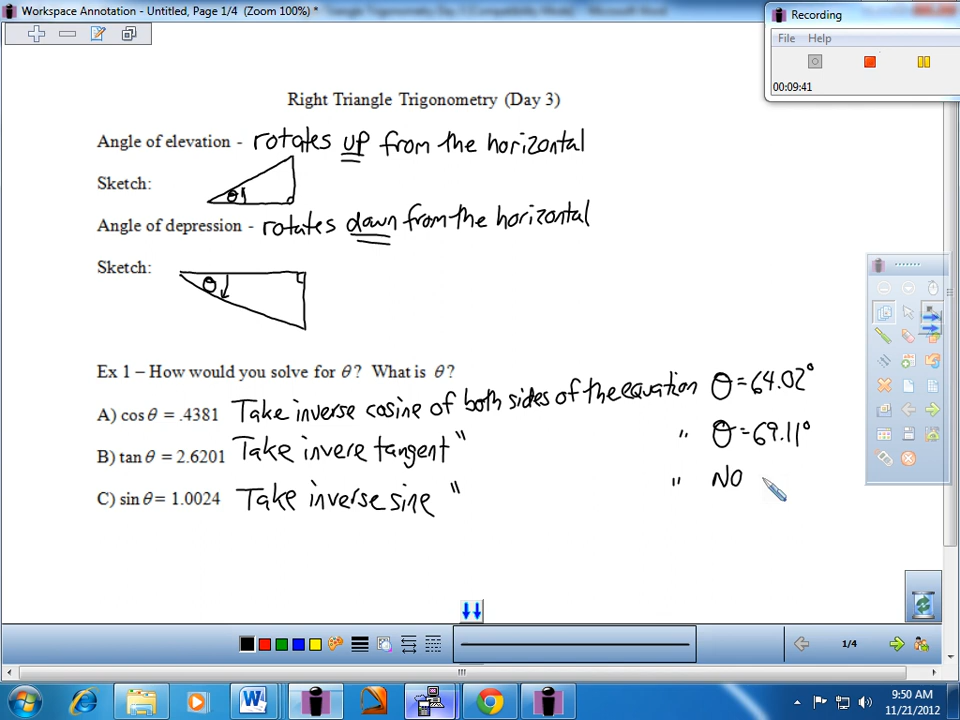 Workspace Annotation - Untitled, Page 1/4 (Zoom 100%) *
Recording
File Help
00:09:41
Right Triangle Trigonometry (Day 3)
Angle of elevation - rotates up from the horizontal
Sketch:
θ
Angle of depression - rotates down from the horizontal
Sketch:
θ
Ex 1 – How would you solve for θ? What is θ?
A) cos θ = .4381 Take inverse cosine of both sides of the equation θ = 64.02°
B) tan θ = 2.6201 Take invere tangent " " θ = 69.11°
C) sin θ = 1.0024 Take inverse sine " " NO
1/4
9:50 AM
11/21/2012